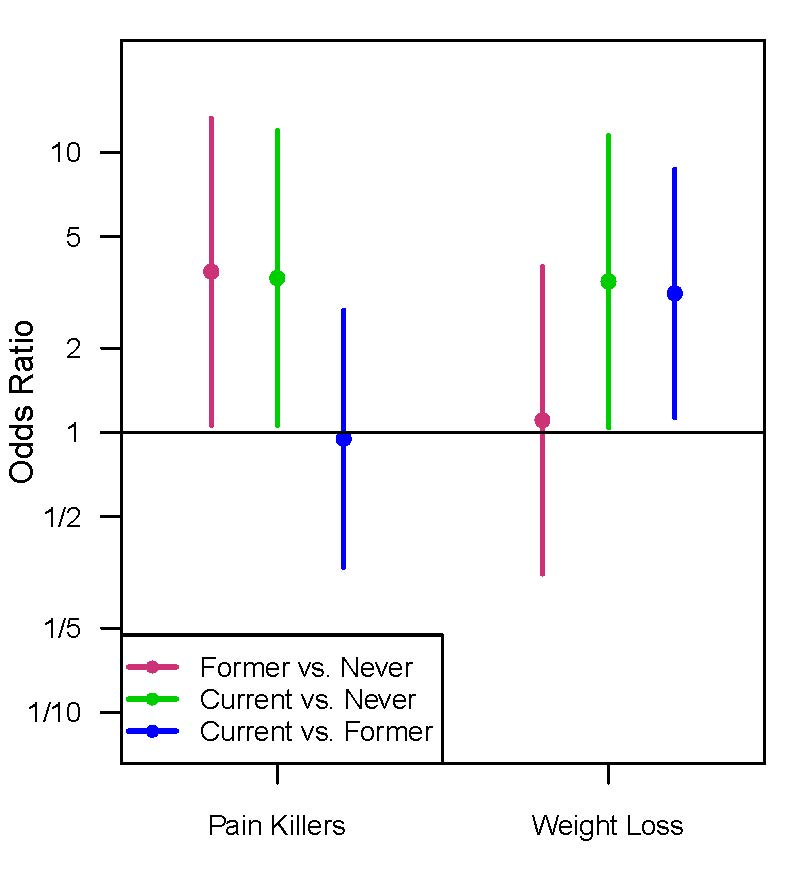 Odds Ratio
10
5
2
1
1/2
1/5
1/10
Former vs. Never
Current vs. Never
Current vs. Former
Pain Killers
Weight Loss